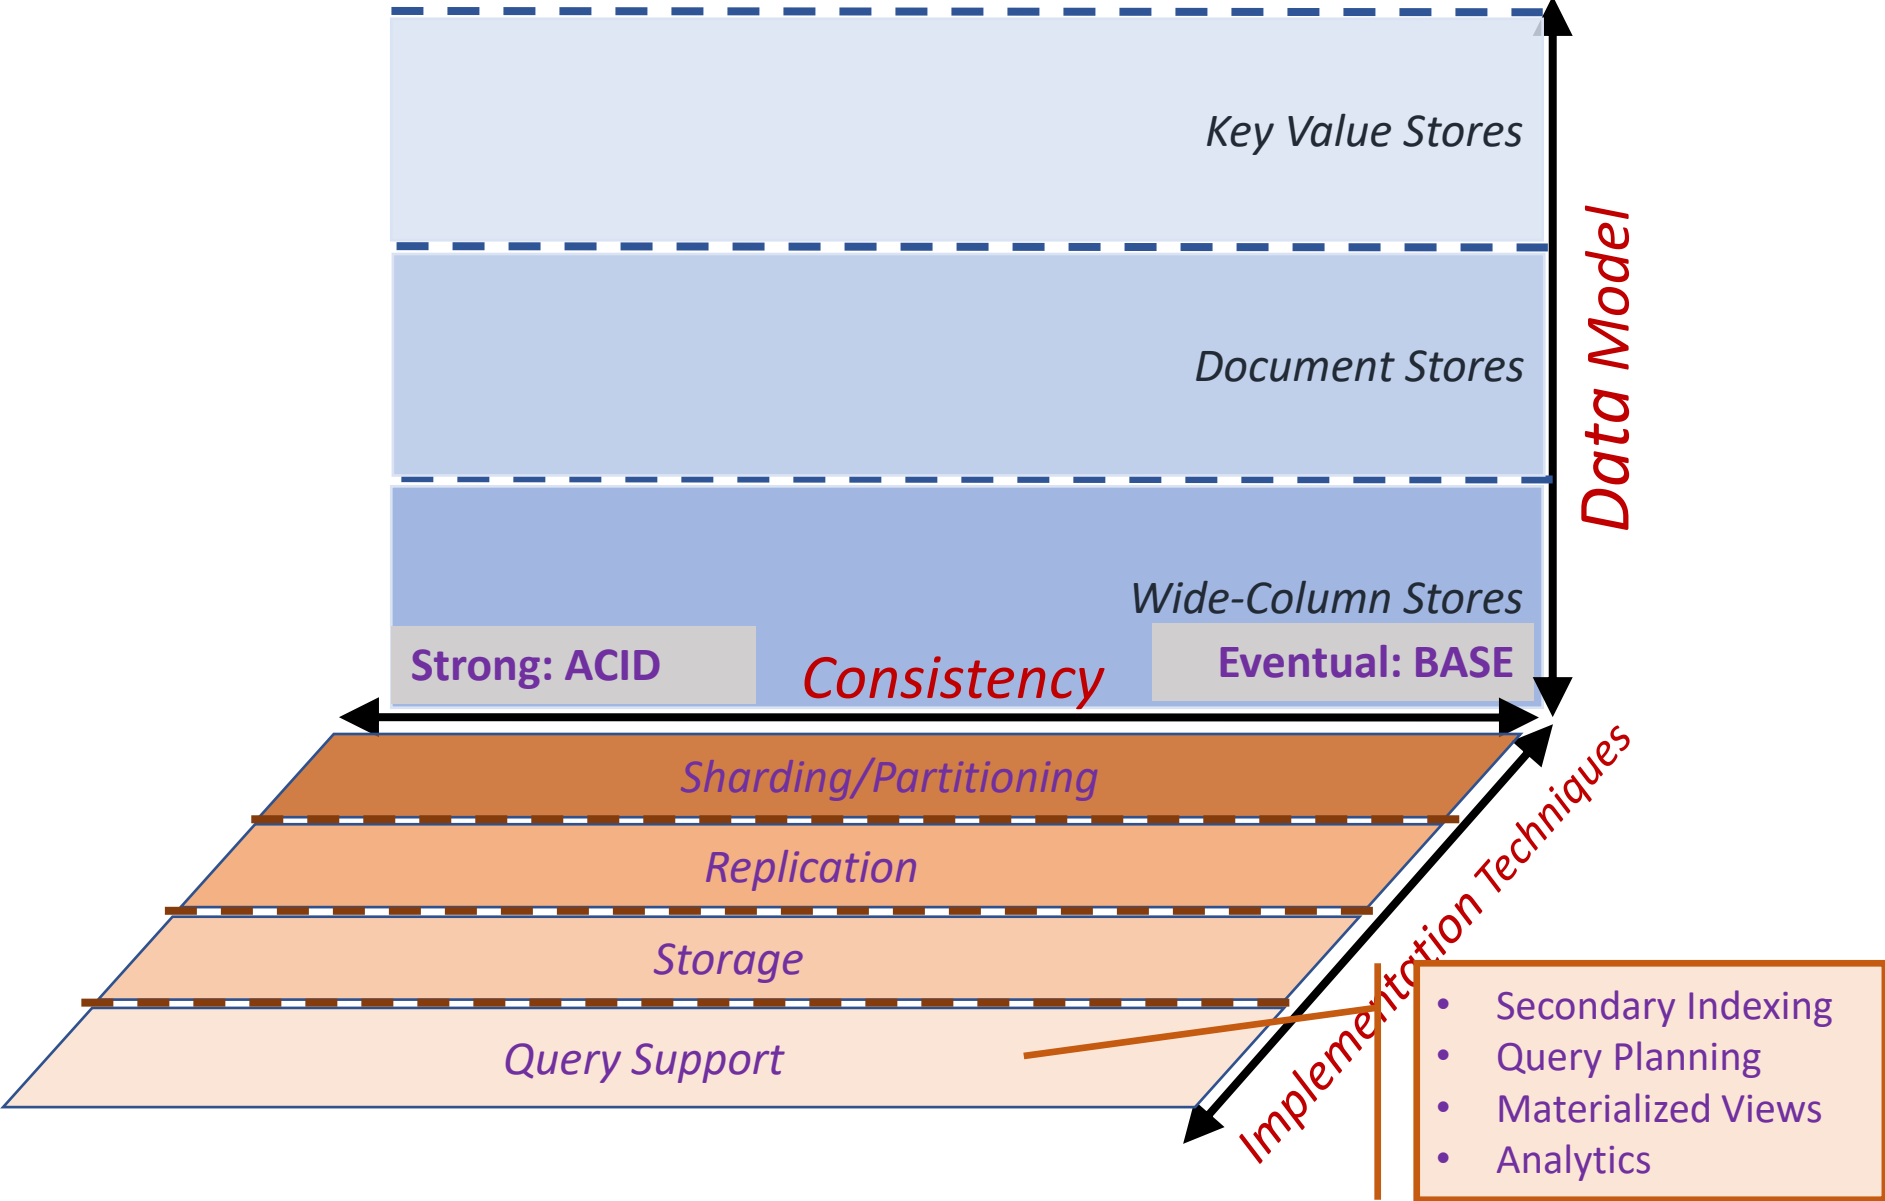 Key Value Stores
Document Stores
Data Model
Wide-Column Stores
Strong: ACID
Consistency
Eventual: BASE
Sharding/Partitioning
Replication
Storage
Query Support
Implementation Techniques
• Secondary Indexing
• Query Planning
• Materialized Views
• Analytics